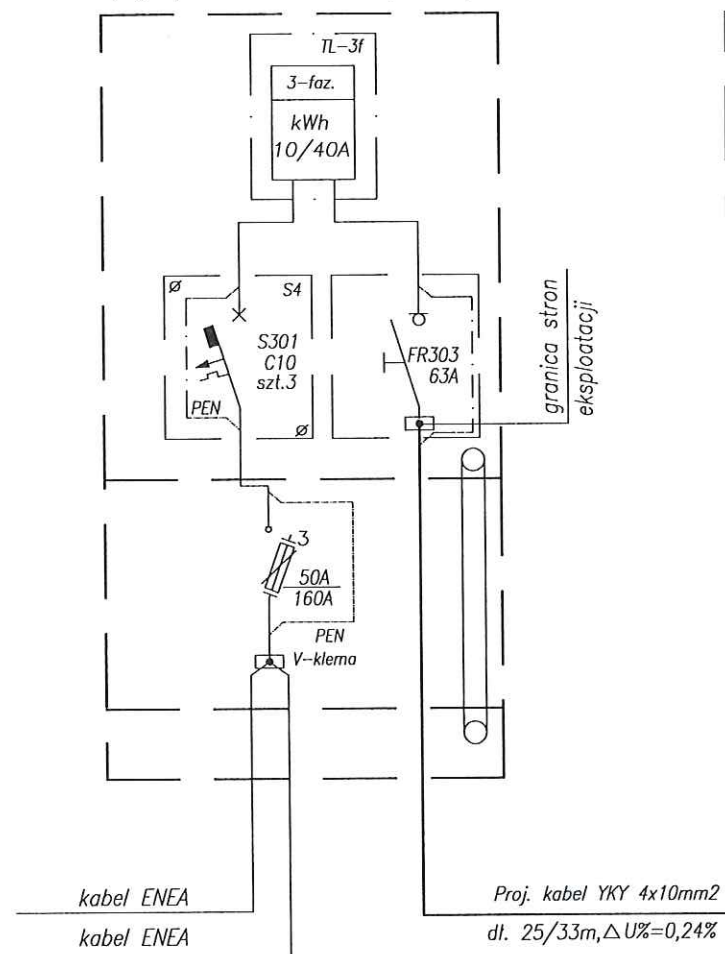 TL-3f
3-faz.
kWh
10/40A
S4
S301
C10
szt.3
PEN
FR303
63A
granica stron
eksploatacji
3
50A
160A
PEN
V-klema
kabel ENEA
kabel ENEA
Proj. kabel YKY 4x10mm2
dł. 25/33m,△U%=0,24%